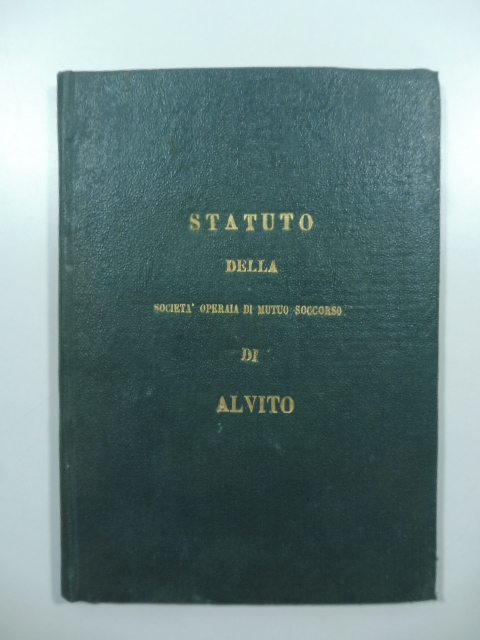 STATUTO
DELLA
SOCIETA' OPERAIA DI MUTUO SOCCORSO
DI
ALVITO